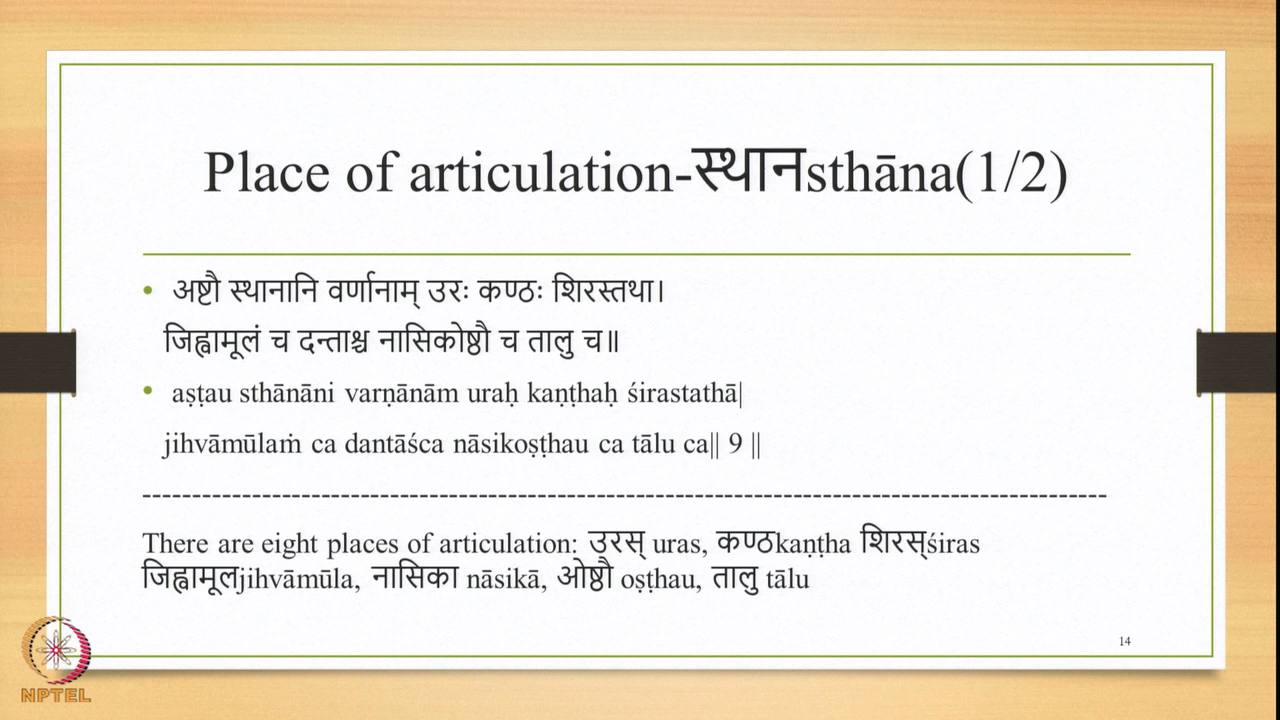 Place of articulation-स्थानsthāna(1/2)
• अष्टौ स्थानानि वर्णानाम् उरः कण्ठः शिरस्तथा।
जिह्वामूलं च दन्ताश्च नासिकोष्ठौ च तालु च॥
• aṣṭau sthānāni varṇānām uraḥ kaṇṭhaḥ śirastathā|
jihvāmūlaṁ ca dantāśca nāsikoṣṭhau ca tālu ca|| 9 ||
----------------------------------------------------------------------------------------------------
There are eight places of articulation: उरस् uras, कण्ठkaṇṭha शिरस्śiras
जिह्वामूलjihvāmūla, नासिका nāsikā, ओष्ठौ oṣṭhau, तालु tālu
14
NPTEL